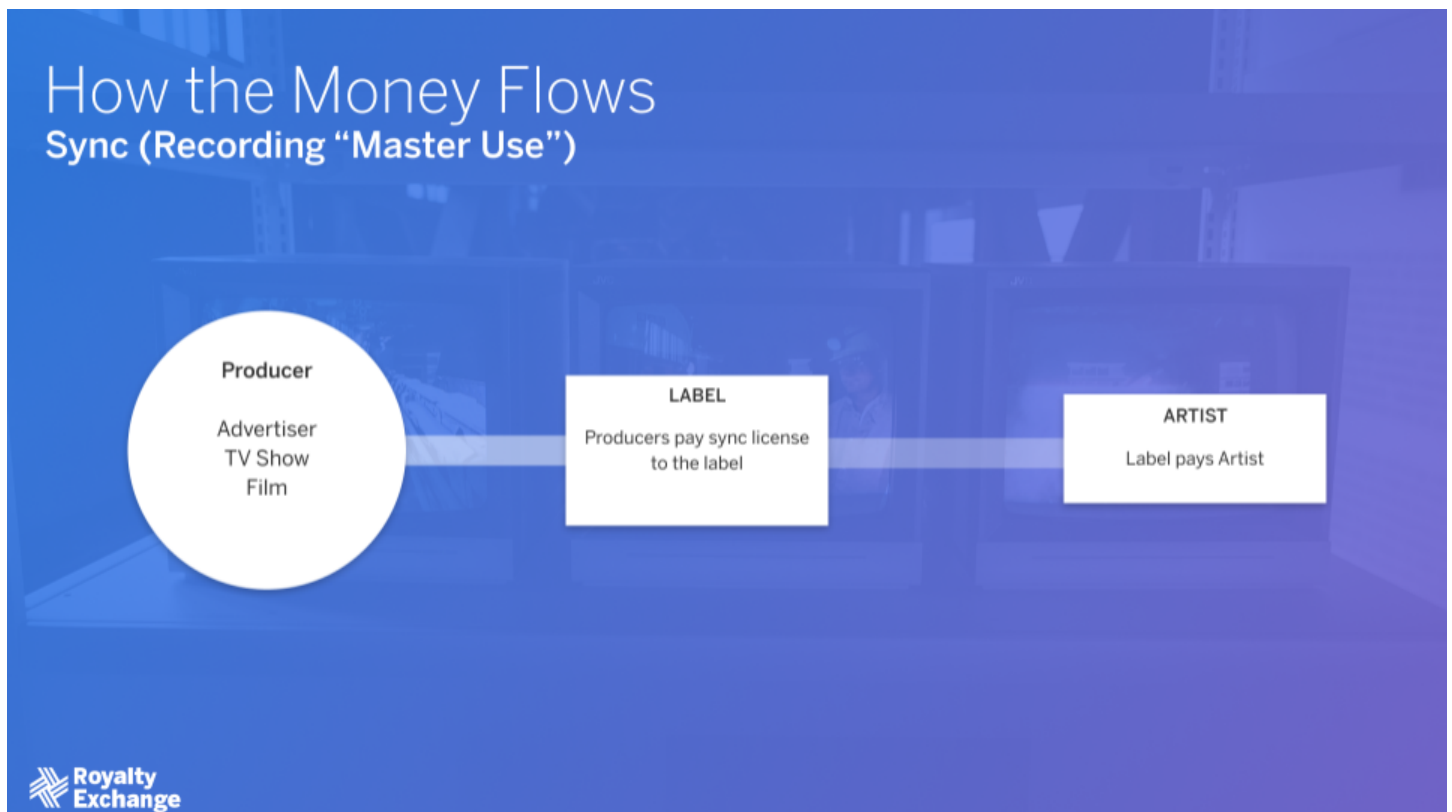 How the Money Flows
Sync (Recording “Master Use”)
Producer
Advertiser
TV Show
Film
LABEL
Producers pay sync license
to the label
ARTIST
Label pays Artist
Royalty
Exchange